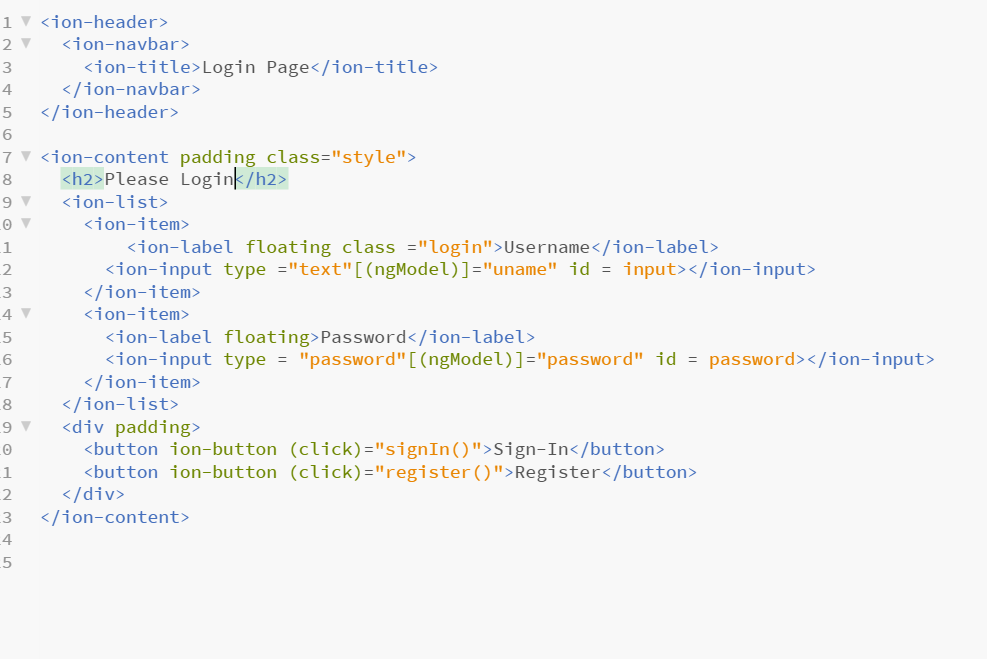 1 <ion-header>
2 <ion-navbar>
3 <ion-title>Login Page</ion-title>
4 </ion-navbar>
5 </ion-header>
6
7 <ion-content padding class="style">
8 <h2>Please Login</h2>
9 <ion-list>
0 <ion-item>
1 <ion-label floating class ="login">Username</ion-label>
2 <ion-input type ="text"[(ngModel)]="uname" id = input></ion-input>
3 </ion-item>
4 <ion-item>
5 <ion-label floating>Password</ion-label>
6 <ion-input type = "password"[(ngModel)]="password" id = password></ion-input>
7 </ion-item>
8 </ion-list>
9 <div padding>
0 <button ion-button (click)="signIn()">Sign-In</button>
1 <button ion-button (click)="register()">Register</button>
2 </div>
3 </ion-content>
4
5